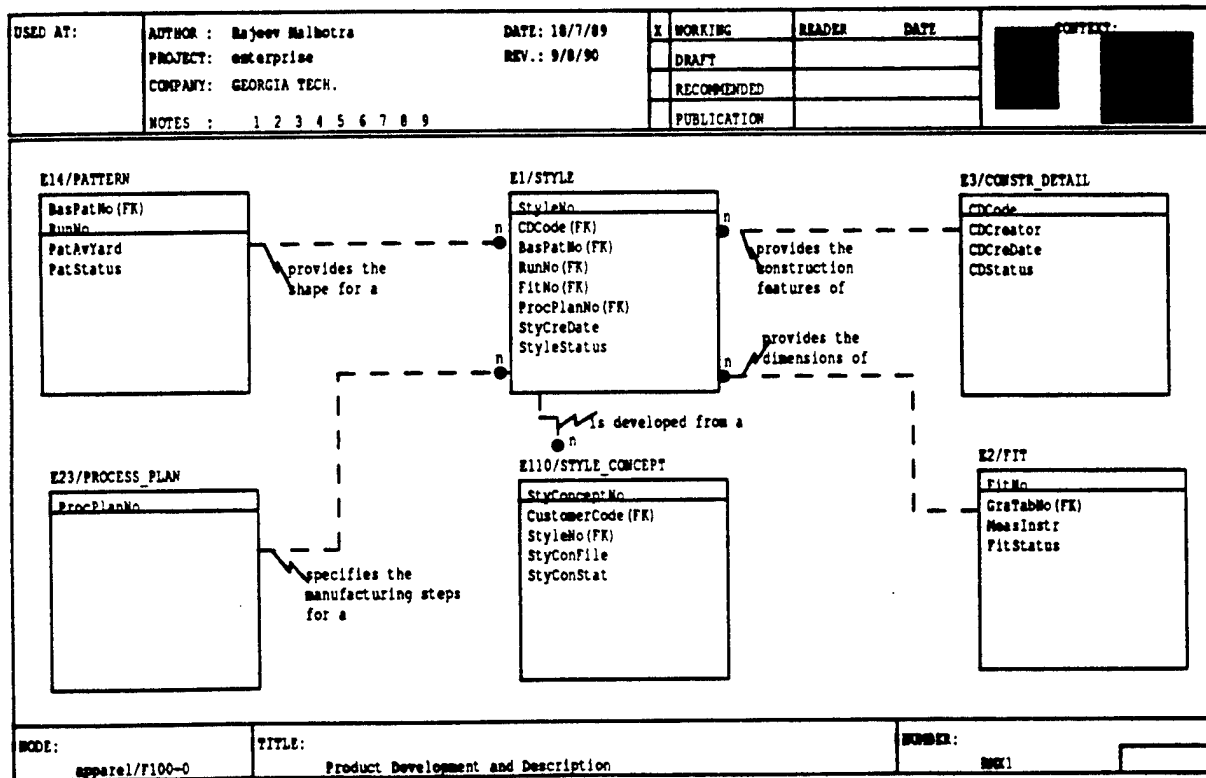 USED AT:
AUTHOR : Rajeev Malhotra
DATE: 18/7/89
PROJECT: enterprise
REV.: 9/8/90
COMPANY: GEORGIA TECH.
NOTES : 1 2 3 4 5 6 7 8 9
X WORKING
DRAFT
RECOMMENDED
PUBLICATION
READER DATE
CONTEXT:
E14/PATTERN
BasPatNo(FK)
RunNo
PatAvYard
PatStatus
provides the
shape for a
n
E1/STYLE
StyleNo
CDCode(FK)
BasPatNo(FK)
RunNo(FK)
FitNo(FK)
ProcPlanNo(FK)
StyCreDate
StyleStatus
n
provides the
construction
features of
E3/CONSTR_DETAIL
CDCode
CDCreator
CDCreDate
CDStatus
n
n
provides the
dimensions of
is developed from a
n
E23/PROCESS_PLAN
ProcPlanNo
specifies the
manufacturing steps
for a
E110/STYLE_CONCEPT
StyConceptNo
CustomerCode(FK)
StyleNo(FK)
StyConFile
StyConStat
E2/FIT
FitNo
GraTabNo(FK)
MeasInstr
FitStatus
NODE:
apparel/F100-0
TITLE:
Product Development and Description
NUMBER: